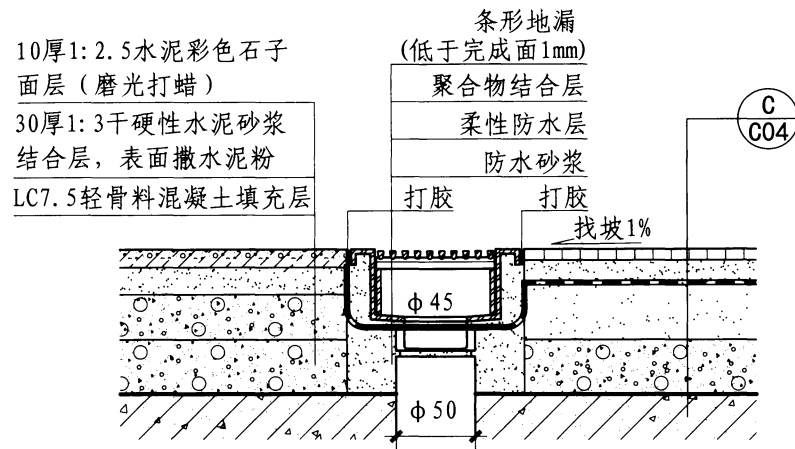 10厚1:2.5水泥彩色石子
面层（磨光打蜡）
30厚1:3干硬性水泥砂浆
结合层，表面撒水泥粉
LC7.5轻骨料混凝土填充层
条形地漏
(低于完成面1mm)
聚合物结合层
柔性防水层
防水砂浆
打胶
打胶
C
C04
找坡1%
ф45
ф50